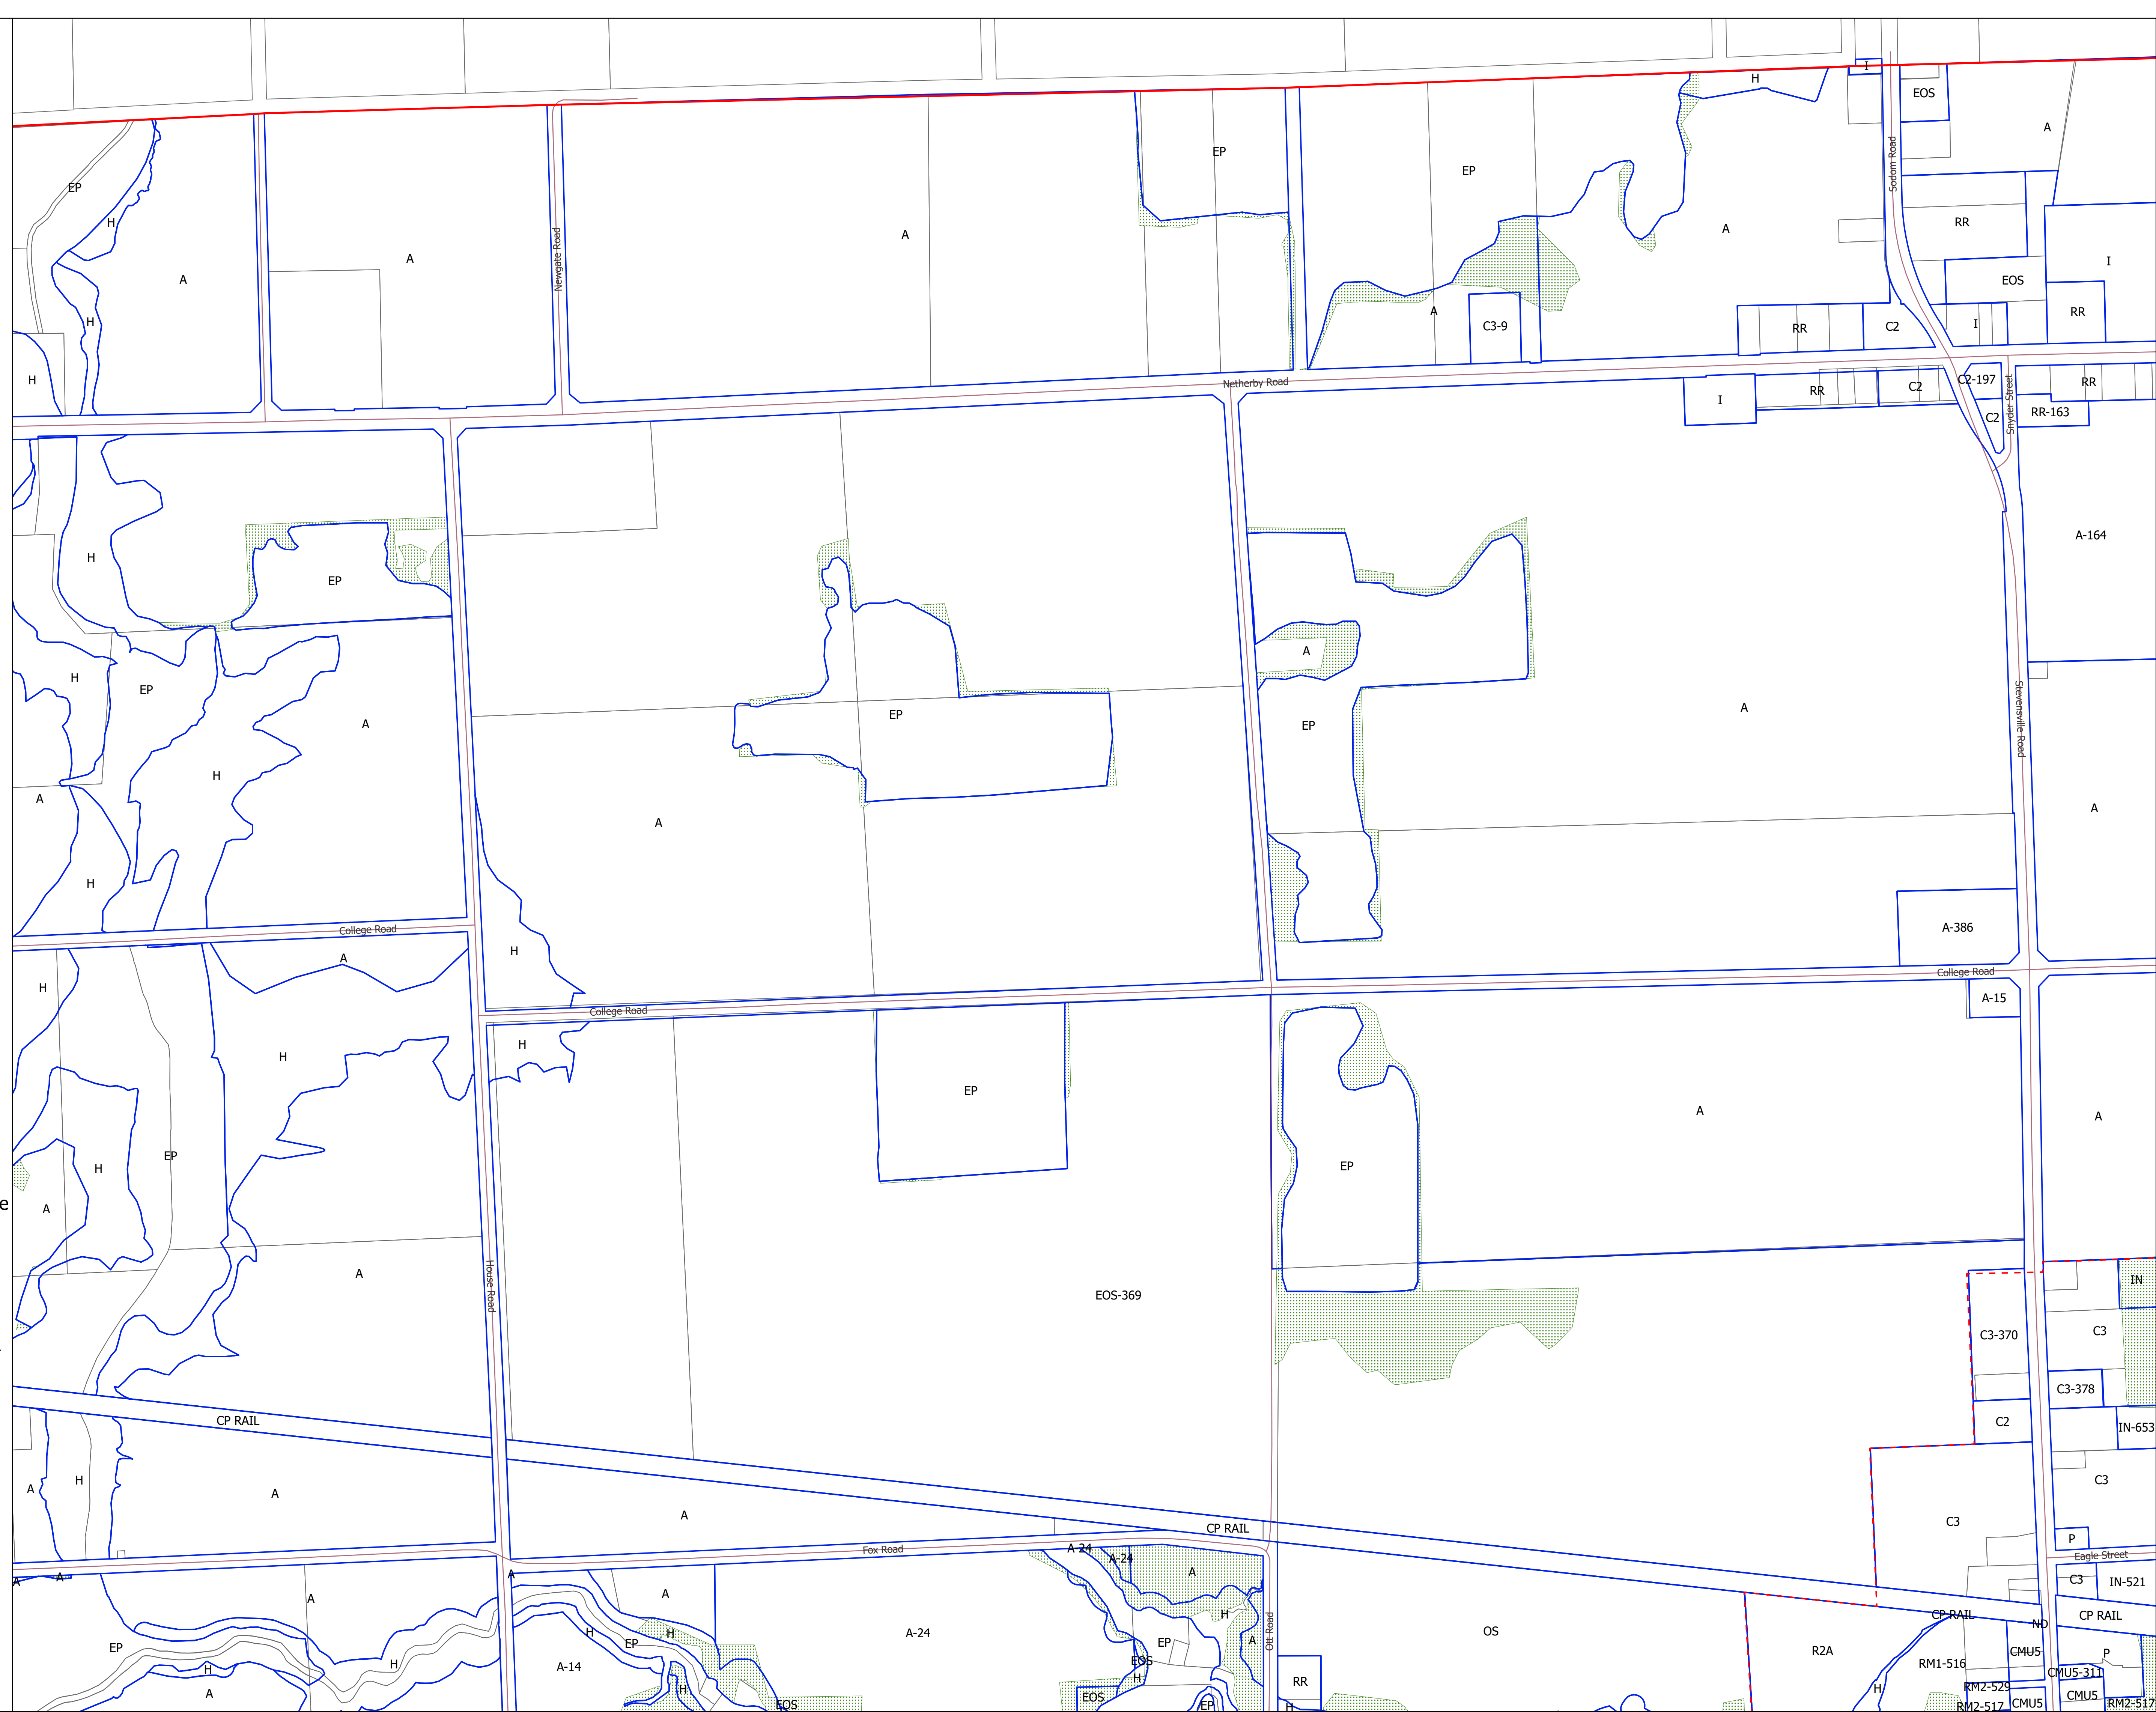 I
H
EOS
A
EP
EP
EP
H
Sodom Road
A
RR
A
A
Newgate Road
A
I
A
EOS
H
A
C3-9
RR
C2
I
RR
H
Netherby Road
C2-197
RR
I
RR
C2
Snyder Street
C2
RR-163
A-164
H
EP
A
H
EP
A
EP
EP
A
Stevensville Road
A
H
A
A
A
H
A-386
College Road
H
A
College Road
H
A-15
College Road
H
H
EP
A
A
EP
H
EP
A
A
House Road
EOS-369
IN
C3-370
C3
C3-378
CP RAIL
C2
IN-653
H
A
A
C3
A
C3
CP RAIL
P
Fox Road
A-24
A-24
Eagle Street
A
A
A
A
C3
IN-521
A
A
H
CP RAIL
CP RAIL
ND
H
EP
H
A-24
EP
A
Ott Road
OS
R2A
CMU5
P
EP
H
H
A-14
EOS
RM1-516
CMU5-311
H
A
H
H
RR
H
RM2-529
EOS
EOS
EP
H
RM2-517
CMU5
CMU5
RM2-517
e